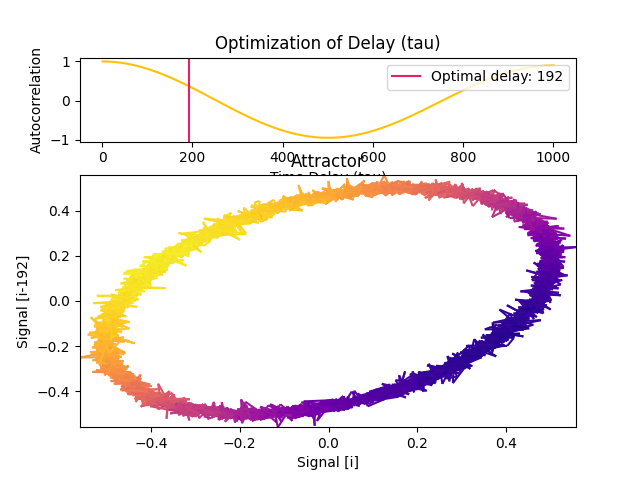 Optimization of Delay (tau)
Autocorrelation
1
0
−1
Optimal delay: 192
0 200 400 600 800 1000
Time Delay (tau)
Attractor
Signal [i-192]
0.4
0.2
0.0
−0.2
−0.4
−0.4 −0.2 0.0 0.2 0.4
Signal [i]